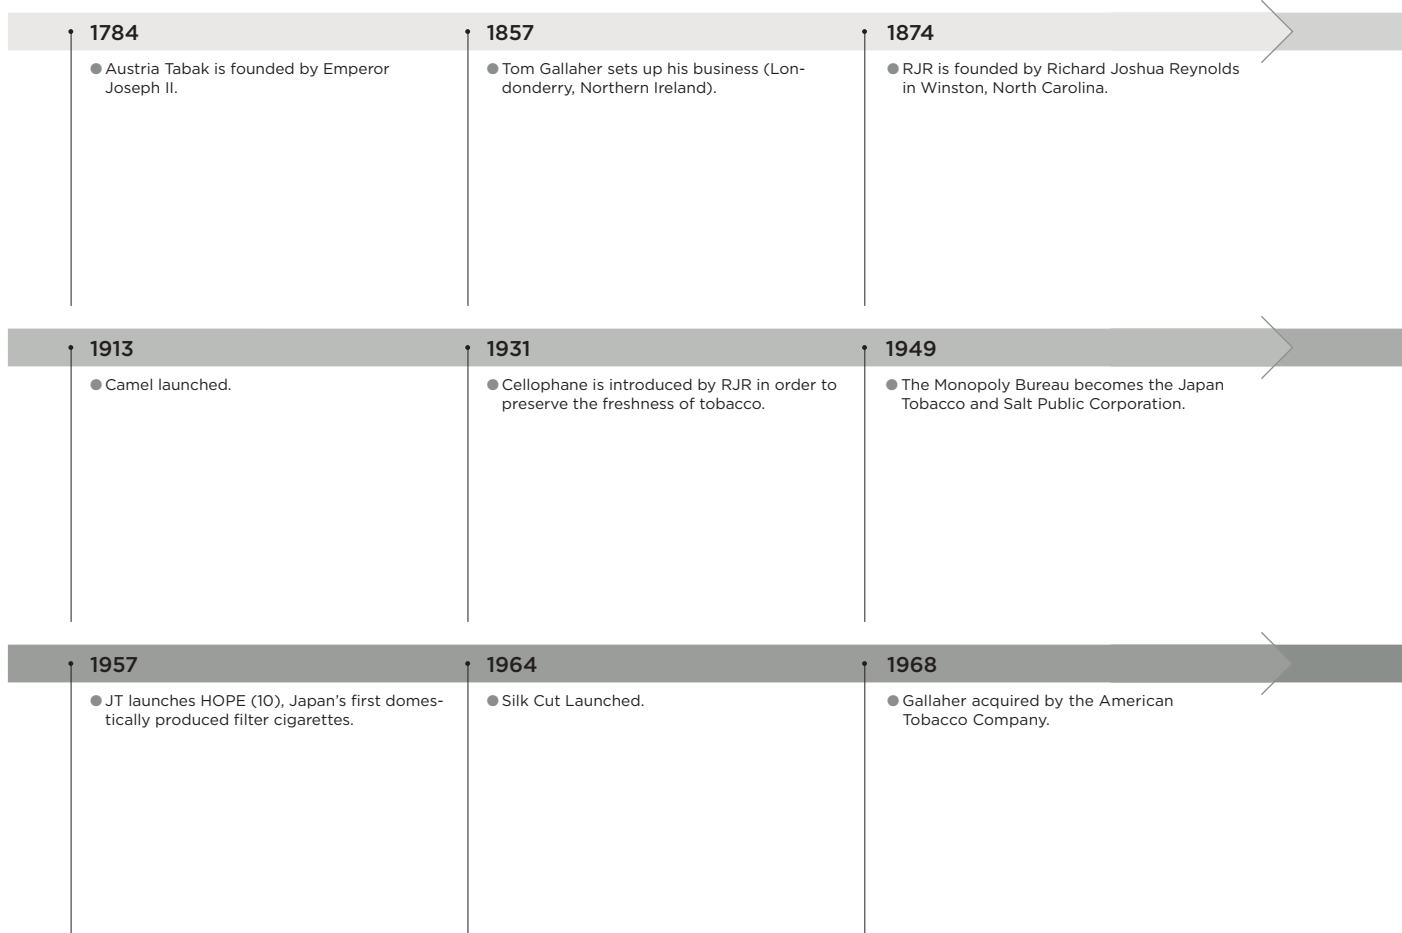 1784
● Austria Tabak is founded by Emperor
Joseph II.
1857
● Tom Gallaher sets up his business (Lon-
donderry, Northern Ireland).
1874
● RJR is founded by Richard Joshua Reynolds
in Winston, North Carolina.
1913
● Camel launched.
1931
● Cellophane is introduced by RJR in order to
preserve the freshness of tobacco.
1949
● The Monopoly Bureau becomes the Japan
Tobacco and Salt Public Corporation.
1957
● JT launches HOPE (10), Japan’s first domes-
tically produced filter cigarettes.
1964
● Silk Cut Launched.
1968
● Gallaher acquired by the American
Tobacco Company.